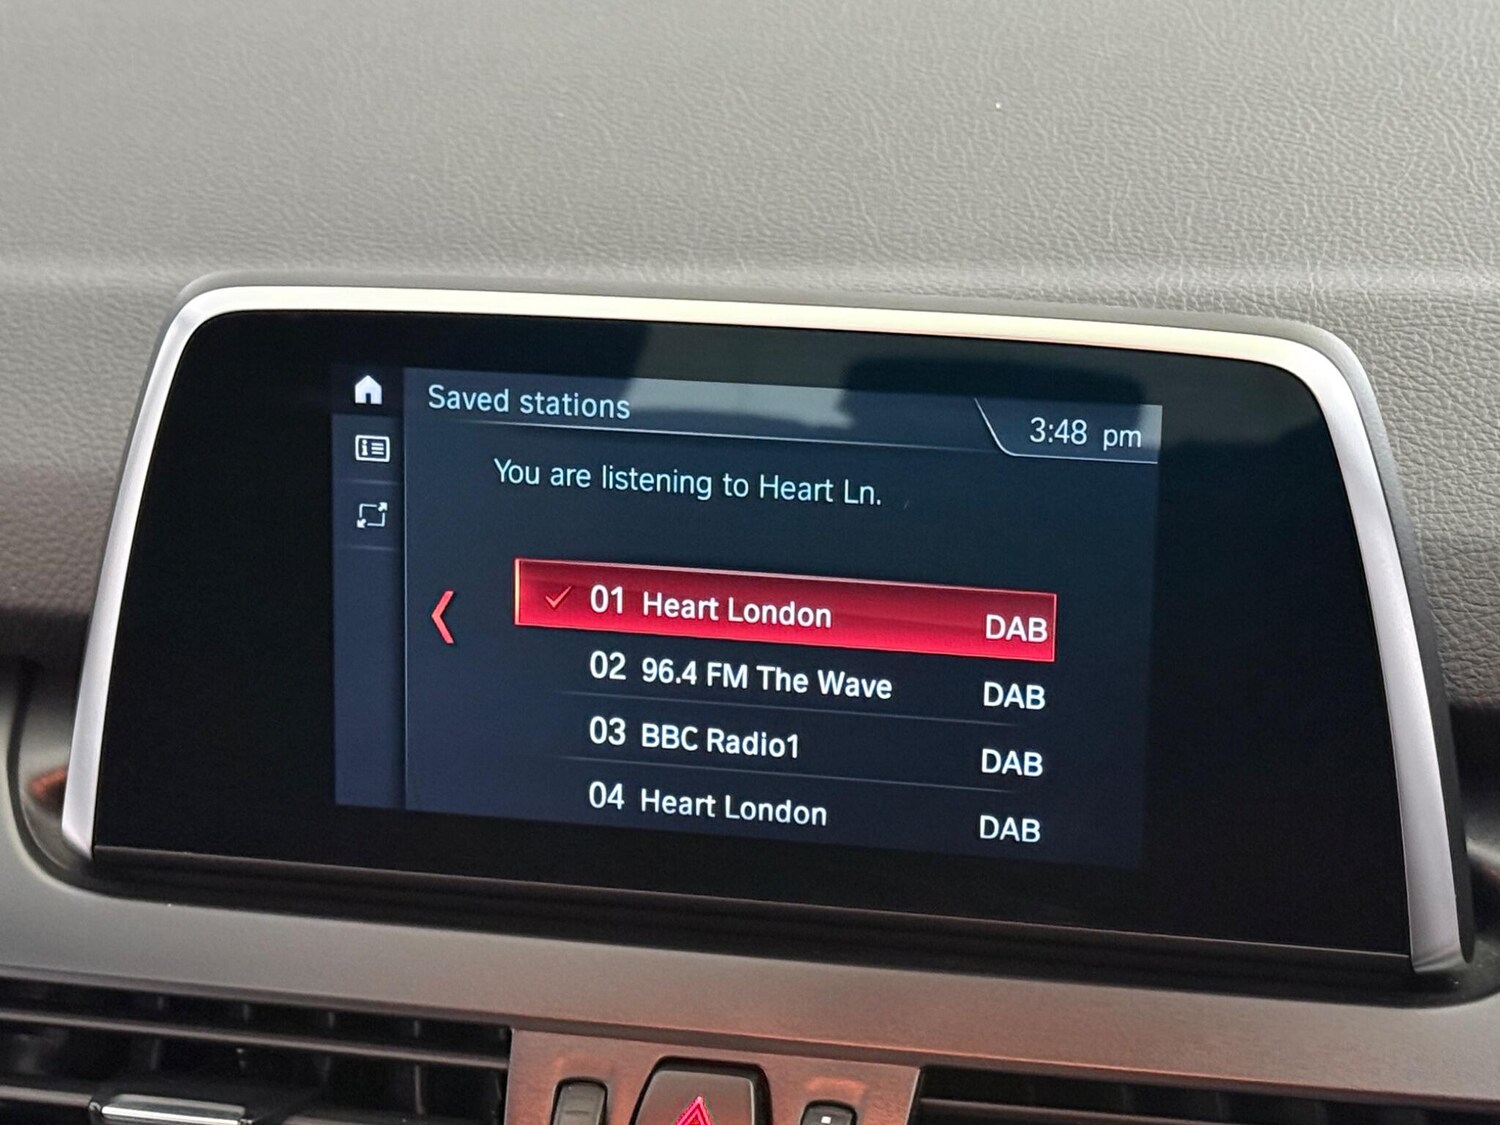 Saved stations
3:48 pm
You are listening to Heart Ln.
01 Heart London DAB
02 96.4 FM The Wave DAB
03 BBC Radio1 DAB
04 Heart London DAB